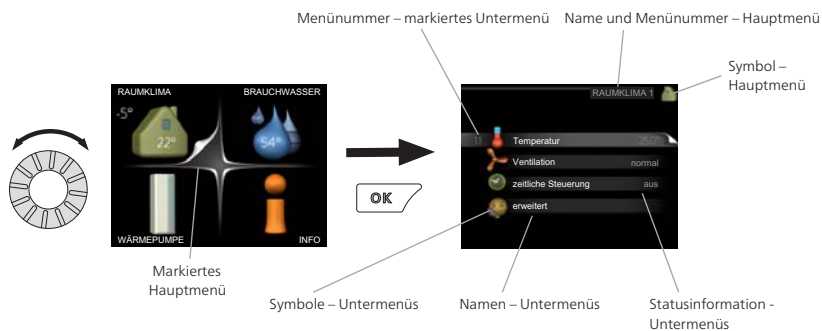 Menünummer – markiertes Untermenü
Name und Menünummer – Hauptmenü
Symbol –
Hauptmenü
RAUMKLIMA
BRAUCHWASSER
-5°
22°
54°
WÄRMEPUMPE
INFO
OK
RAUMKLIMA 1
Temperatur
Ventilation
normal
zeitliche Steuerung
aus
erweitert
Markiertes
Hauptmenü
Symbole – Untermenüs
Namen – Untermenüs
Statusinformation -
Untermenüs